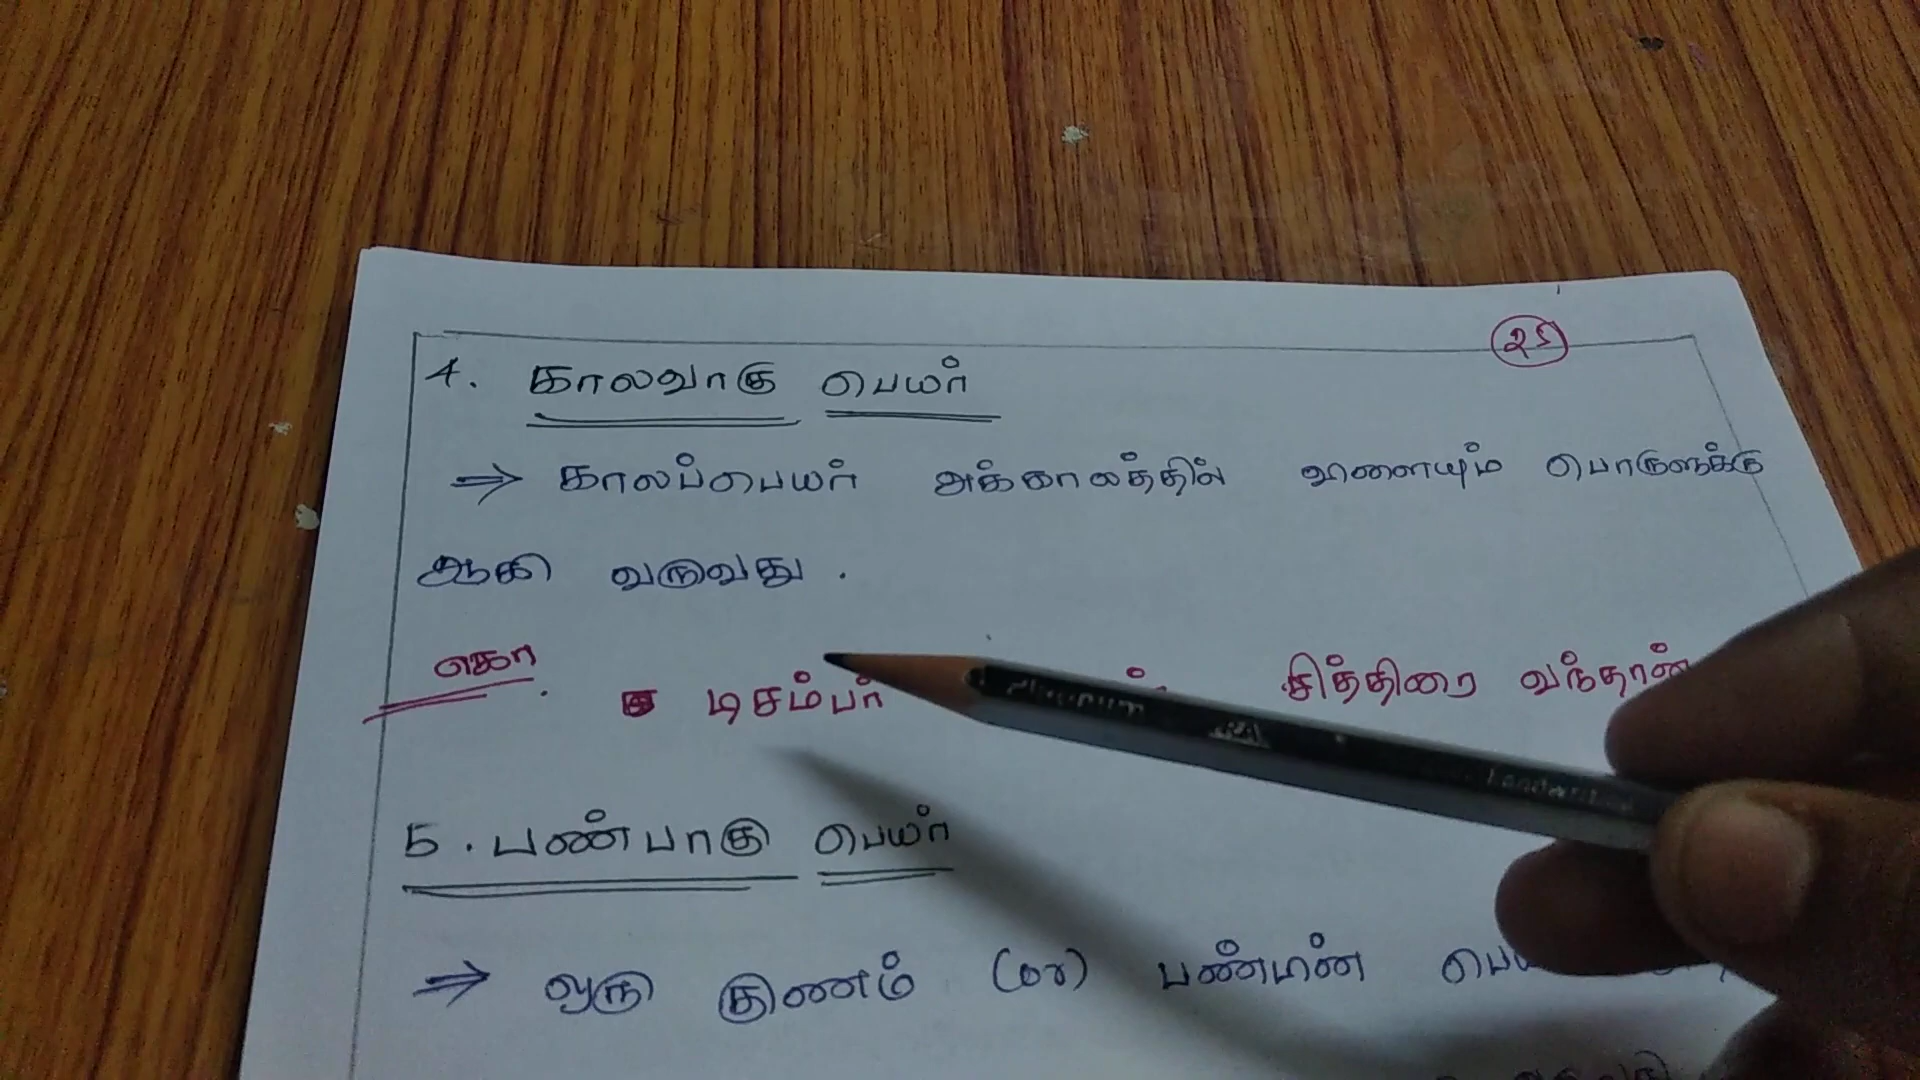 25
4. காலவாகு பெயர்
⇒ காலப்பெயர் அக்காலத்தில் விளையும் பொருளுக்கு
ஆகி வருவது .
எகா . டிசம்பர் சித்திரை வந்தான்
5 . பண்பாகு பெயர்
⇒ ஒரு குணம் (or) பண்பின்